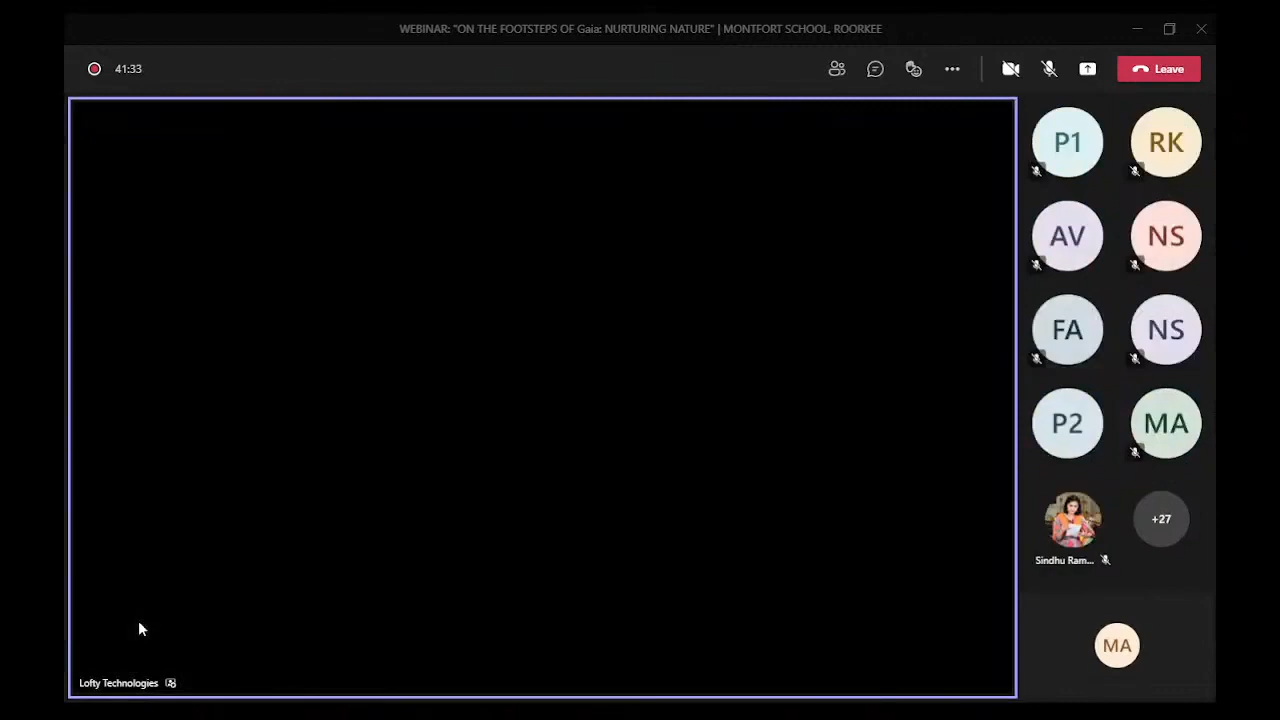 WEBINAR: "ON THE FOOTSTEPS OF Gaia: NURTURING NATURE" | MONTFORT SCHOOL, ROORKEE
41:33
Leave
P1
RK
AV
NS
FA
NS
P2
MA
+27
Sindhu Ram...
MA
Lofty Technologies